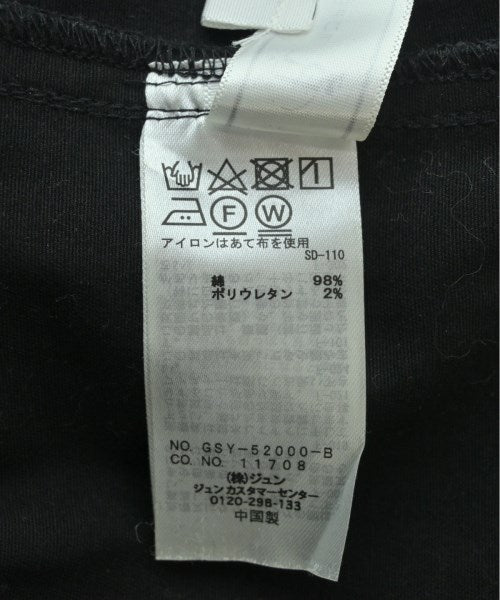 F W
アイロンはあて布を使用
SD-110
綿 98%
ポリウレタン 2%
NO. GSY-52000-B
CO. NO. 11708
(株)ジュン
ジュン カスタマーセンター
0120-298-133
中国製